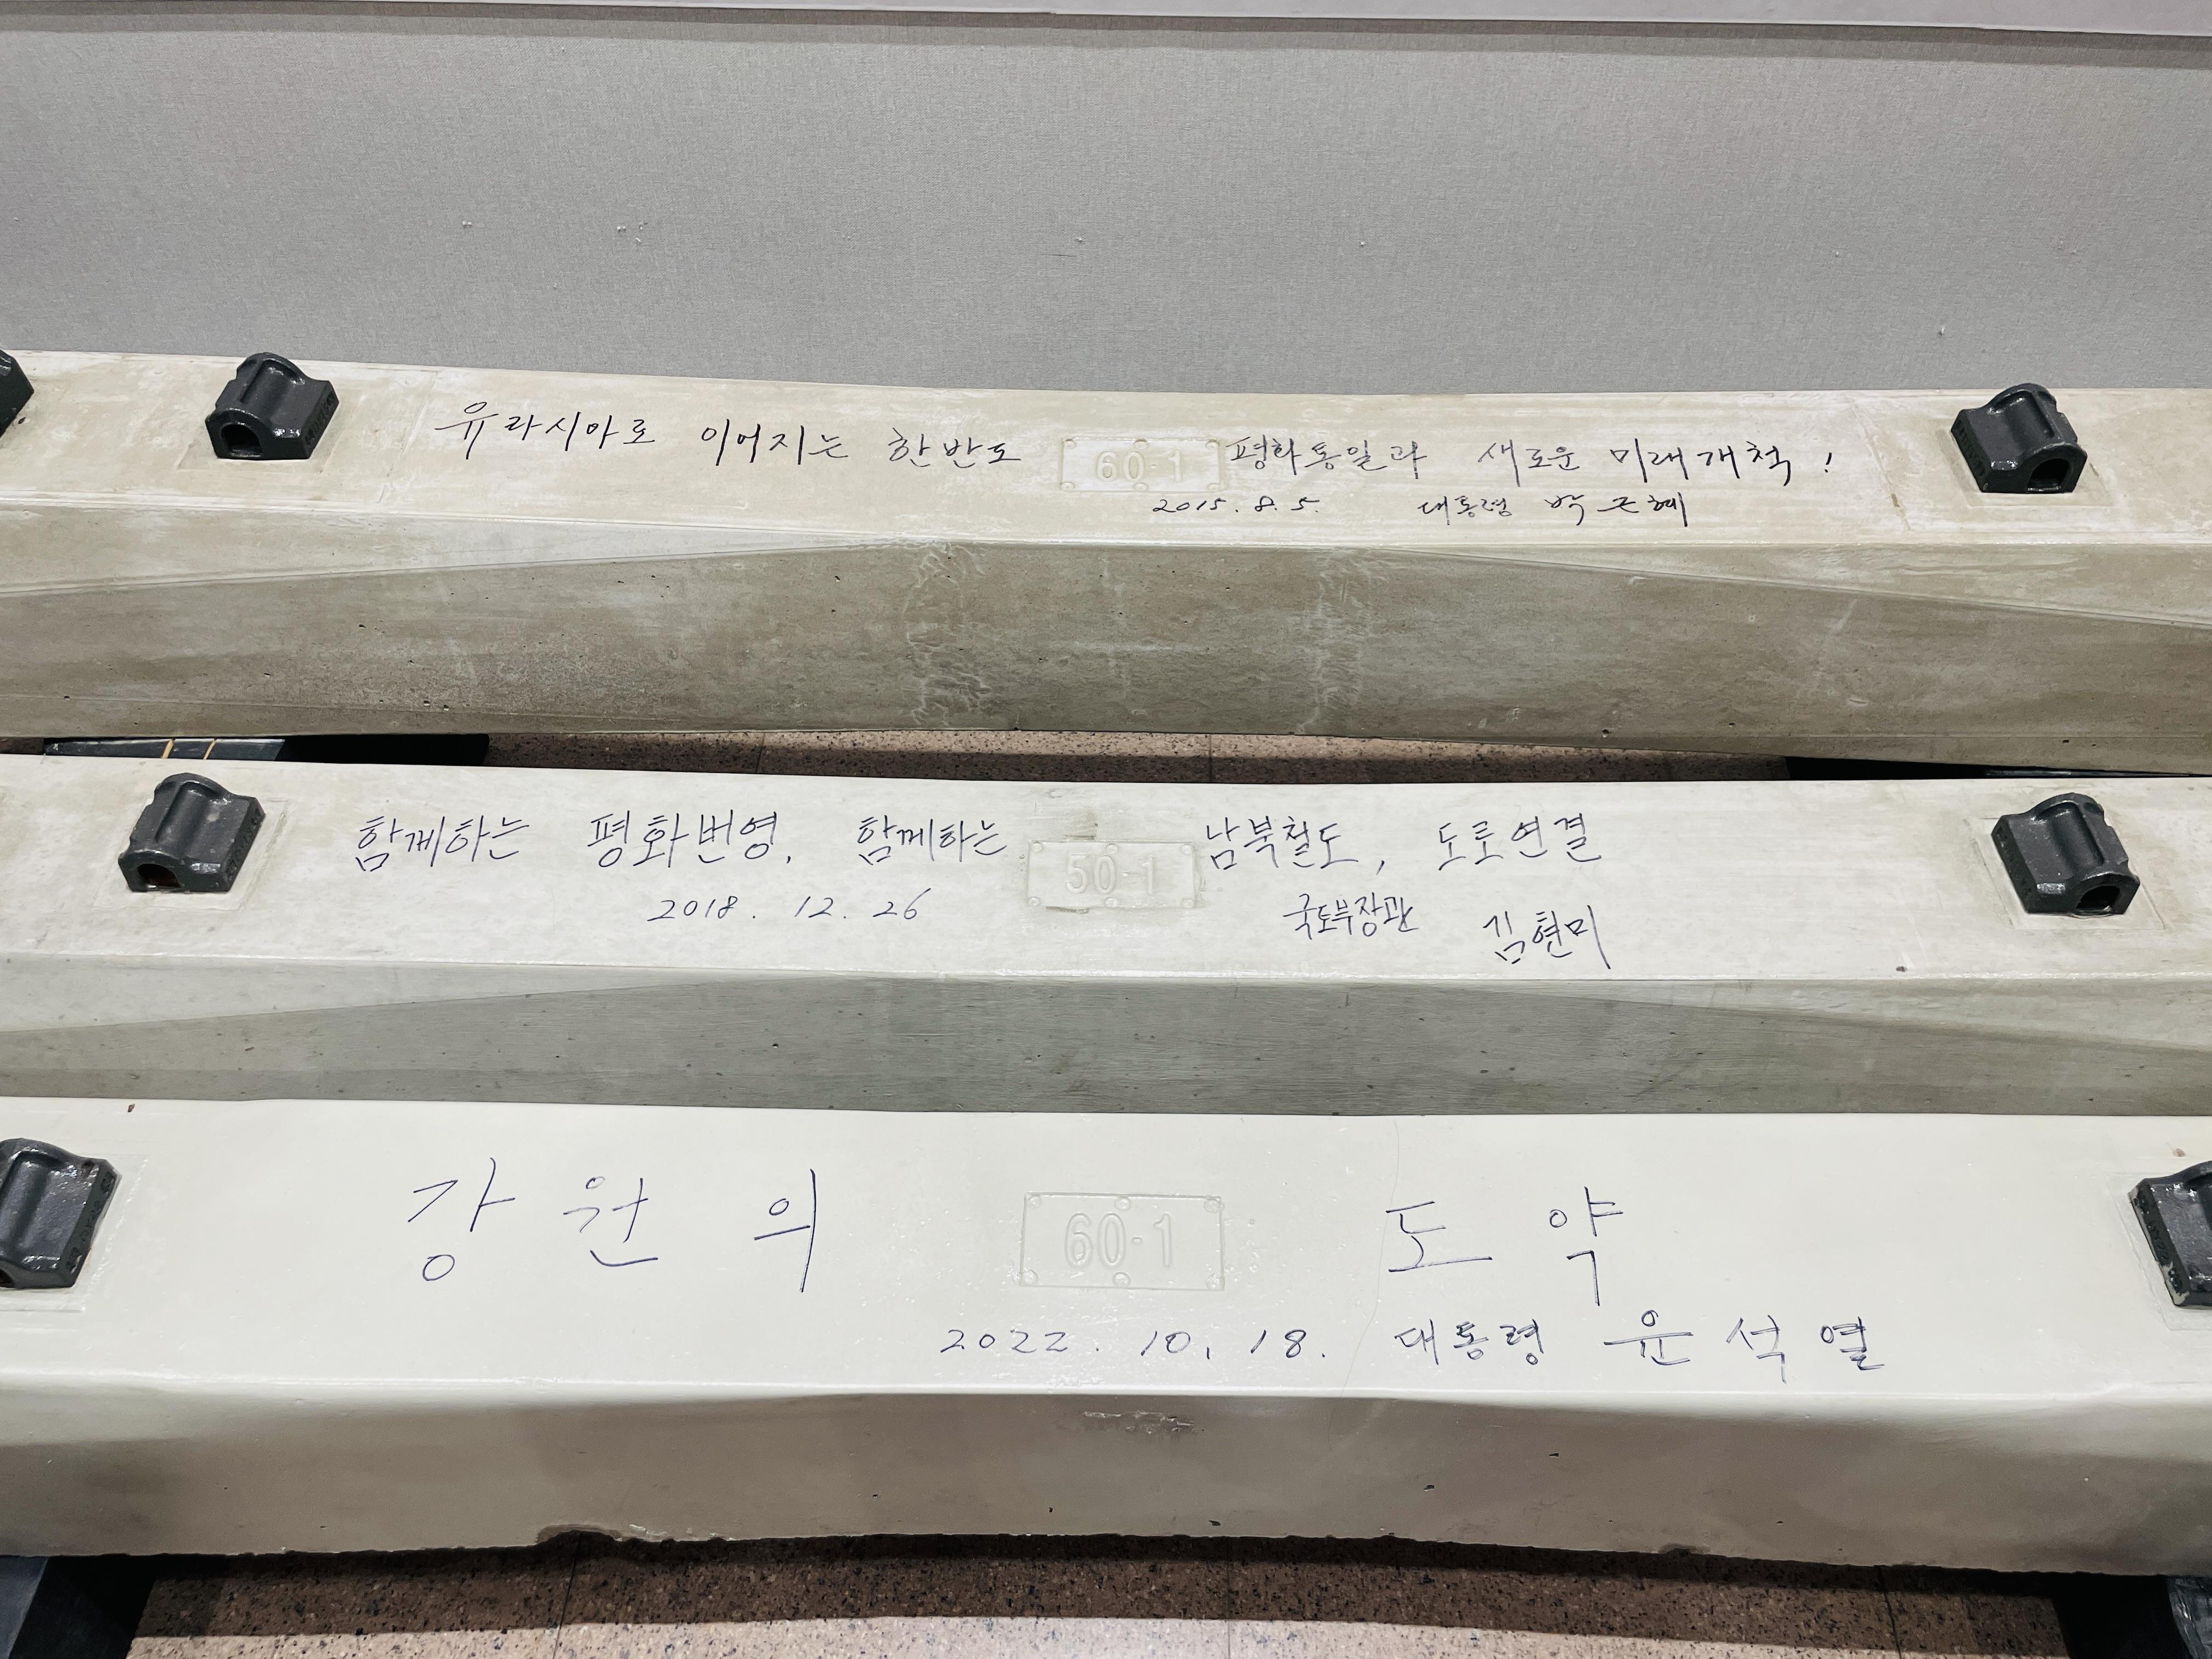 유라시아로 이어지는 한반도 60-1 평화통일과 새로운 미래개척!
2015. 8. 5. 대통령 박근혜
함께하는 평화번영, 함께하는 50-1 남북철도, 도로연결
2018. 12. 26 국토부장관 김현미
강원의 60-1 도약
2022. 10. 18. 대통령 윤석열